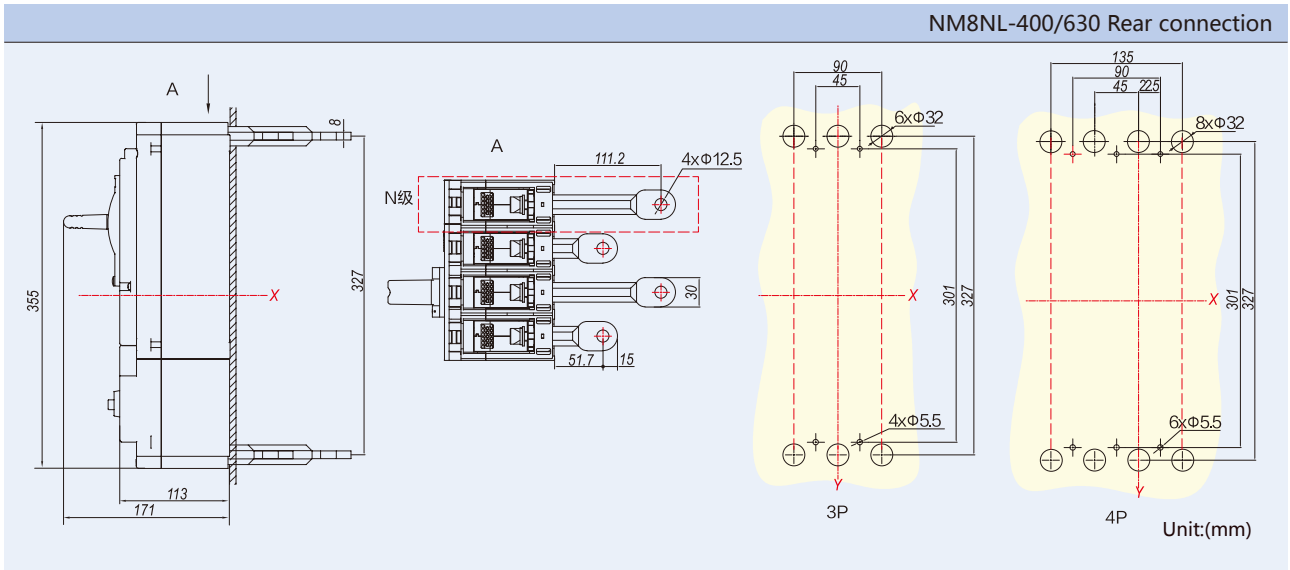 NM8NL-400/630 Rear connection
A
8
355
X
327
113
171
A
111.2
4xΦ12.5
N级
30
51.7
15
90
45
6xΦ32
X
301
327
4xΦ5.5
Y
3P
135
90
45
22.5
8xΦ32
X
301
327
6xΦ5.5
Y
4P
Unit:(mm)